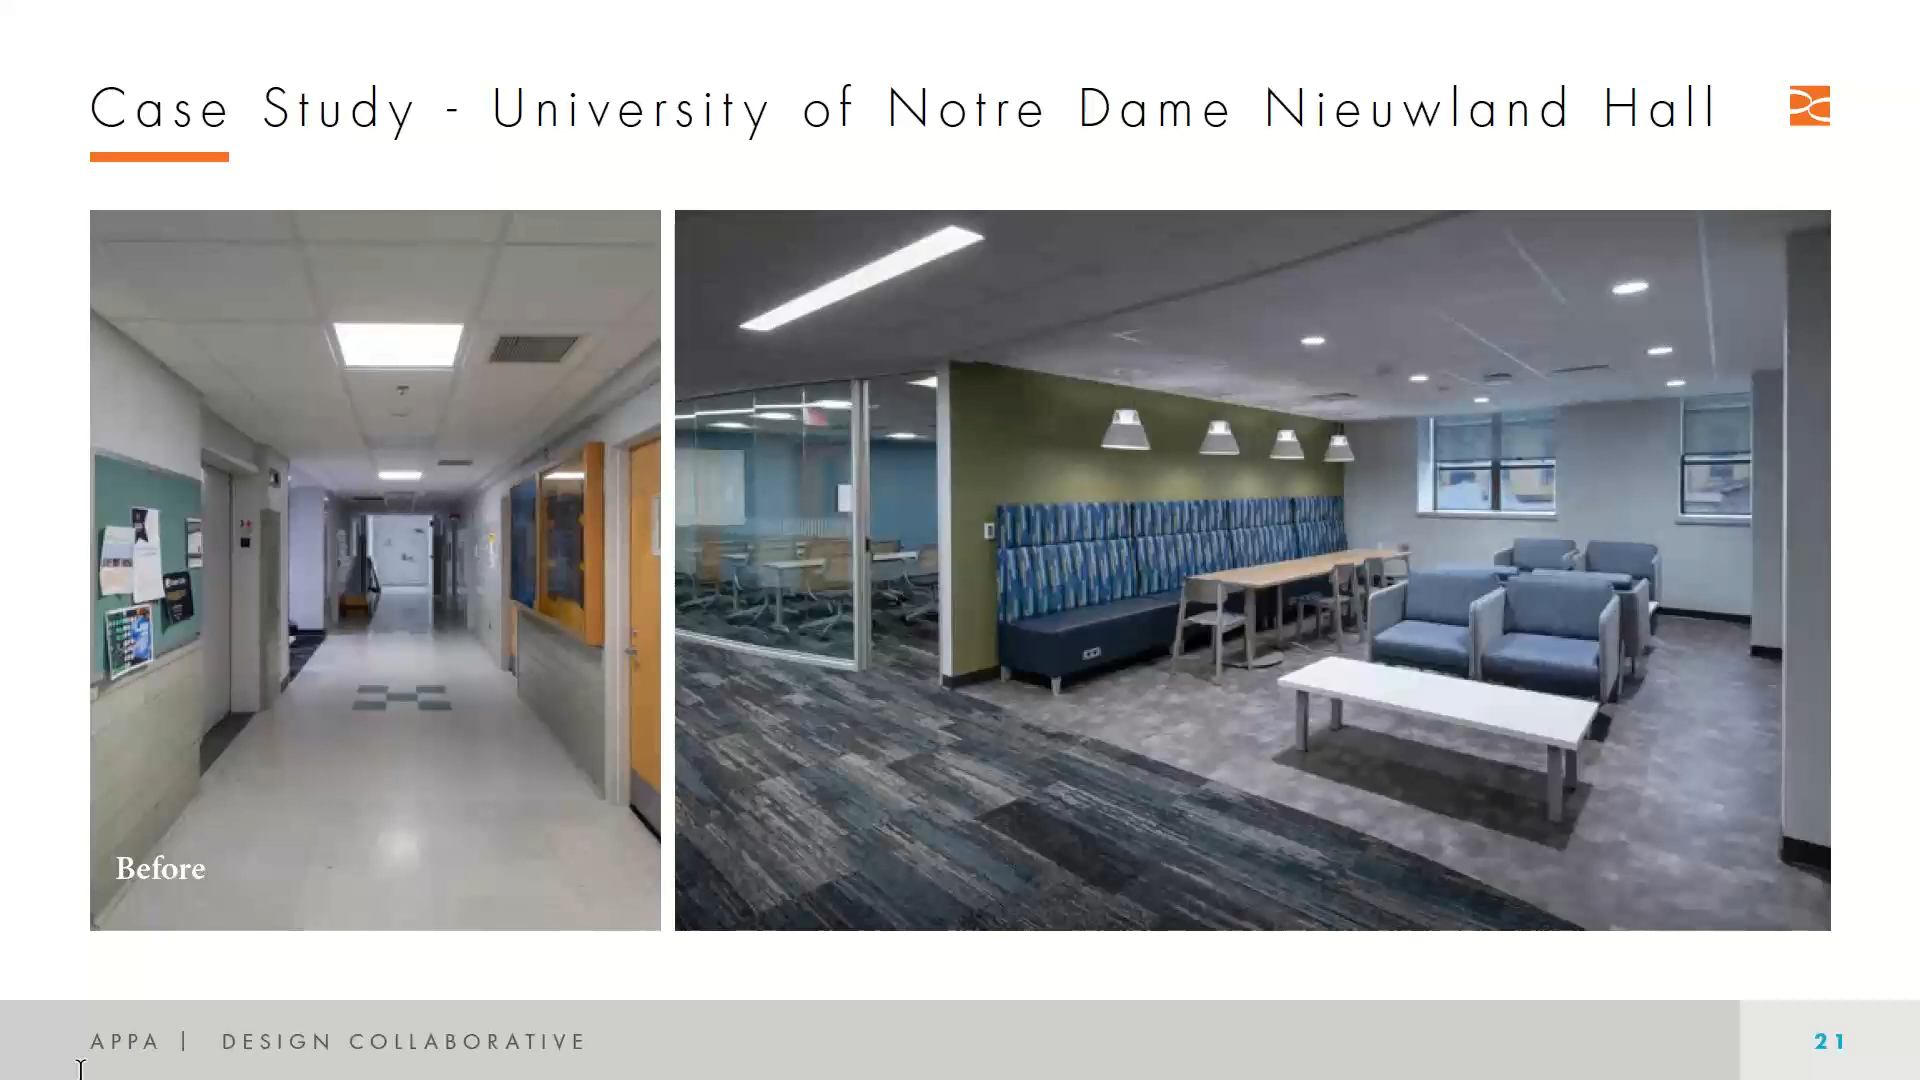 Case Study - University of Notre Dame Nieuwland Hall
Before
APPA | DESIGN COLLABORATIVE
21